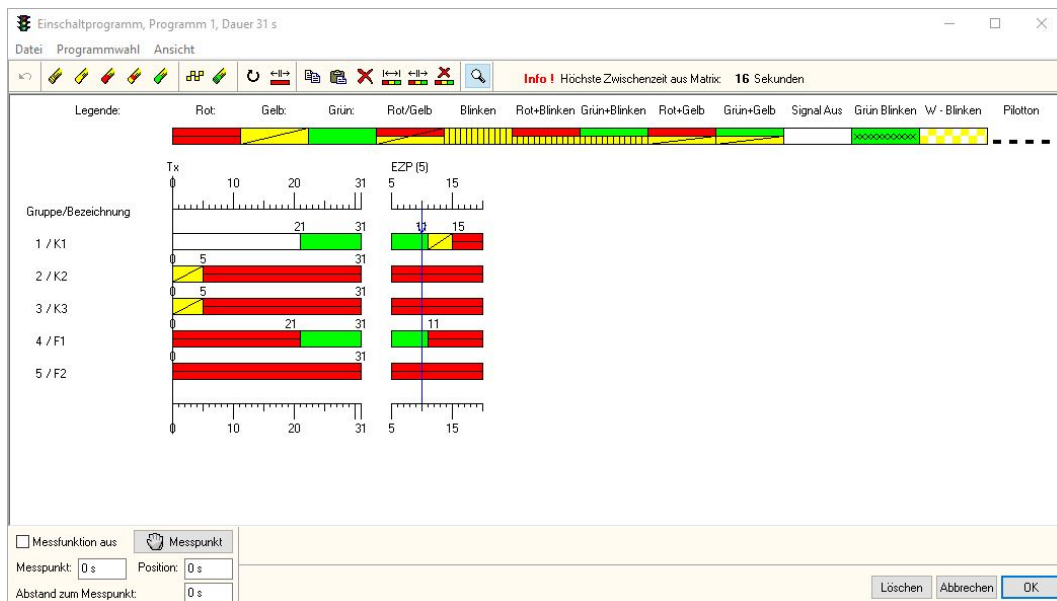 Einschaltprogramm, Programm 1, Dauer 31 s
Datei Programmwahl Ansicht
Info ! Höchste Zwischenzeit aus Matrix: 16 Sekunden
Legende: Rot: Gelb: Grün: Rot/Gelb Blinken Rot+Blinken Grün+Blinken Rot+Gelb Grün+Gelb Signal Aus Grün Blinken W - Blinken Pilotton
Tx EZP (5)
0 10 20 31 5 15
Gruppe/Bezeichnung
21 31 11 15
1 / K1
0 5 31
2 / K2
0 5 31
3 / K3
0 21 31 11
4 / F1
0 31
5 / F2
0 10 20 31 5 15
Messfunktion aus Messpunkt
Messpunkt: 0 s Position: 0 s
Abstand zum Messpunkt: 0 s
Löschen Abbrechen OK